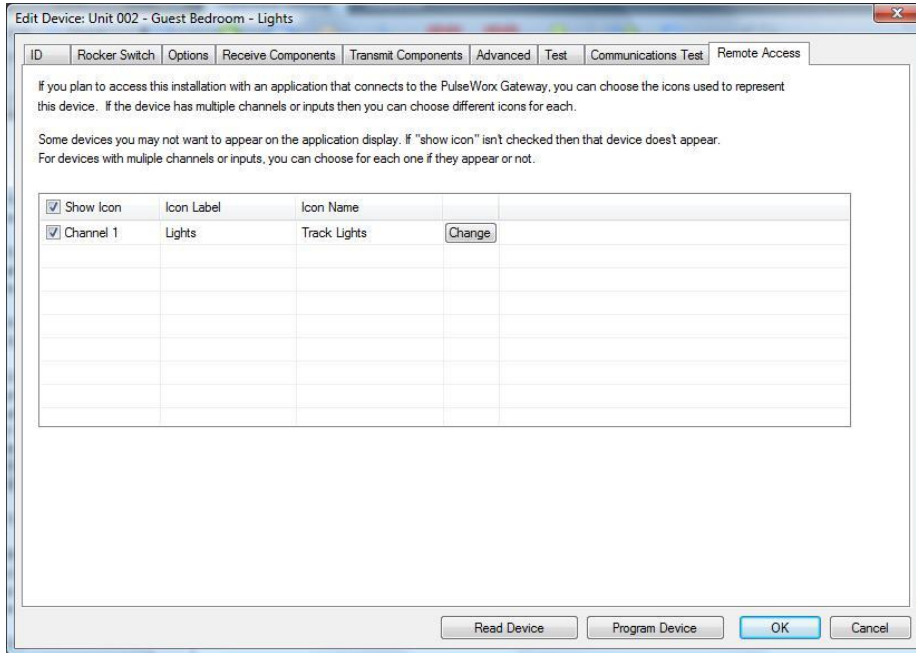 Edit Device: Unit 002 - Guest Bedroom - Lights
ID Rocker Switch Options Receive Components Transmit Components Advanced Test Communications Test Remote Access
If you plan to access this installation with an application that connects to the PulseWorx Gateway, you can choose the icons used to represent
this device. If the device has multiple channels or inputs then you can choose different icons for each.
Some devices you may not want to appear on the application display. If "show icon" isn't checked then that device does't appear.
For devices with muliple channels or inputs, you can choose for each one if they appear or not.
Show Icon Icon Label Icon Name
Channel 1 Lights Track Lights Change
Read Device Program Device OK Cancel